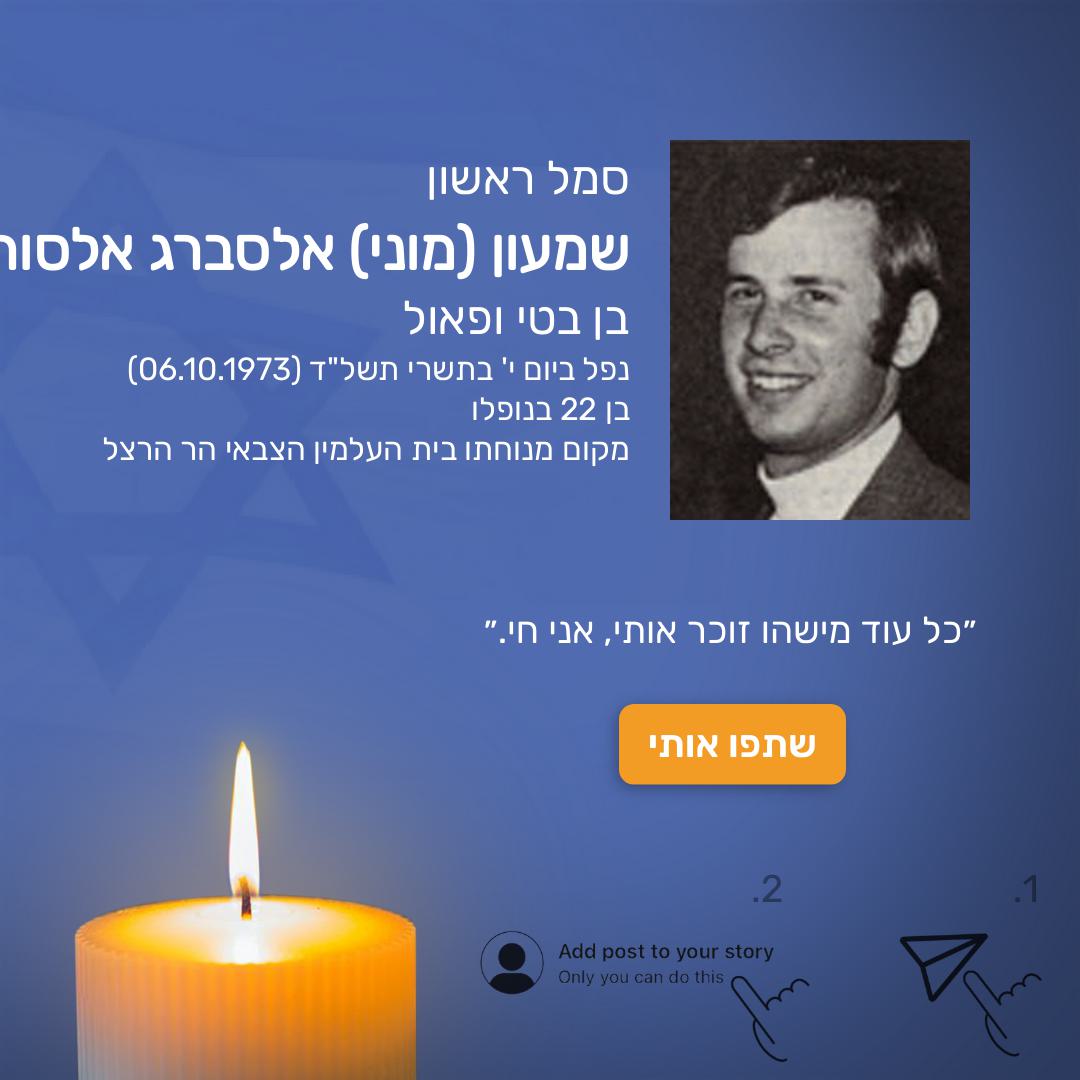 סמל ראשון
שמעון (מוני) אלסברג
בן בטי ופאול
נפל ביום י' בתשרי תשל"ד (06.10.1973)
בן 22 בנופלו
מקום מנוחתו בית העלמין הצבאי הר הרצל
״כל עוד מישהו זוכר אותי, אני חי.״
שתפו אותי
1.
2.
Add post to your story
Only you can do this